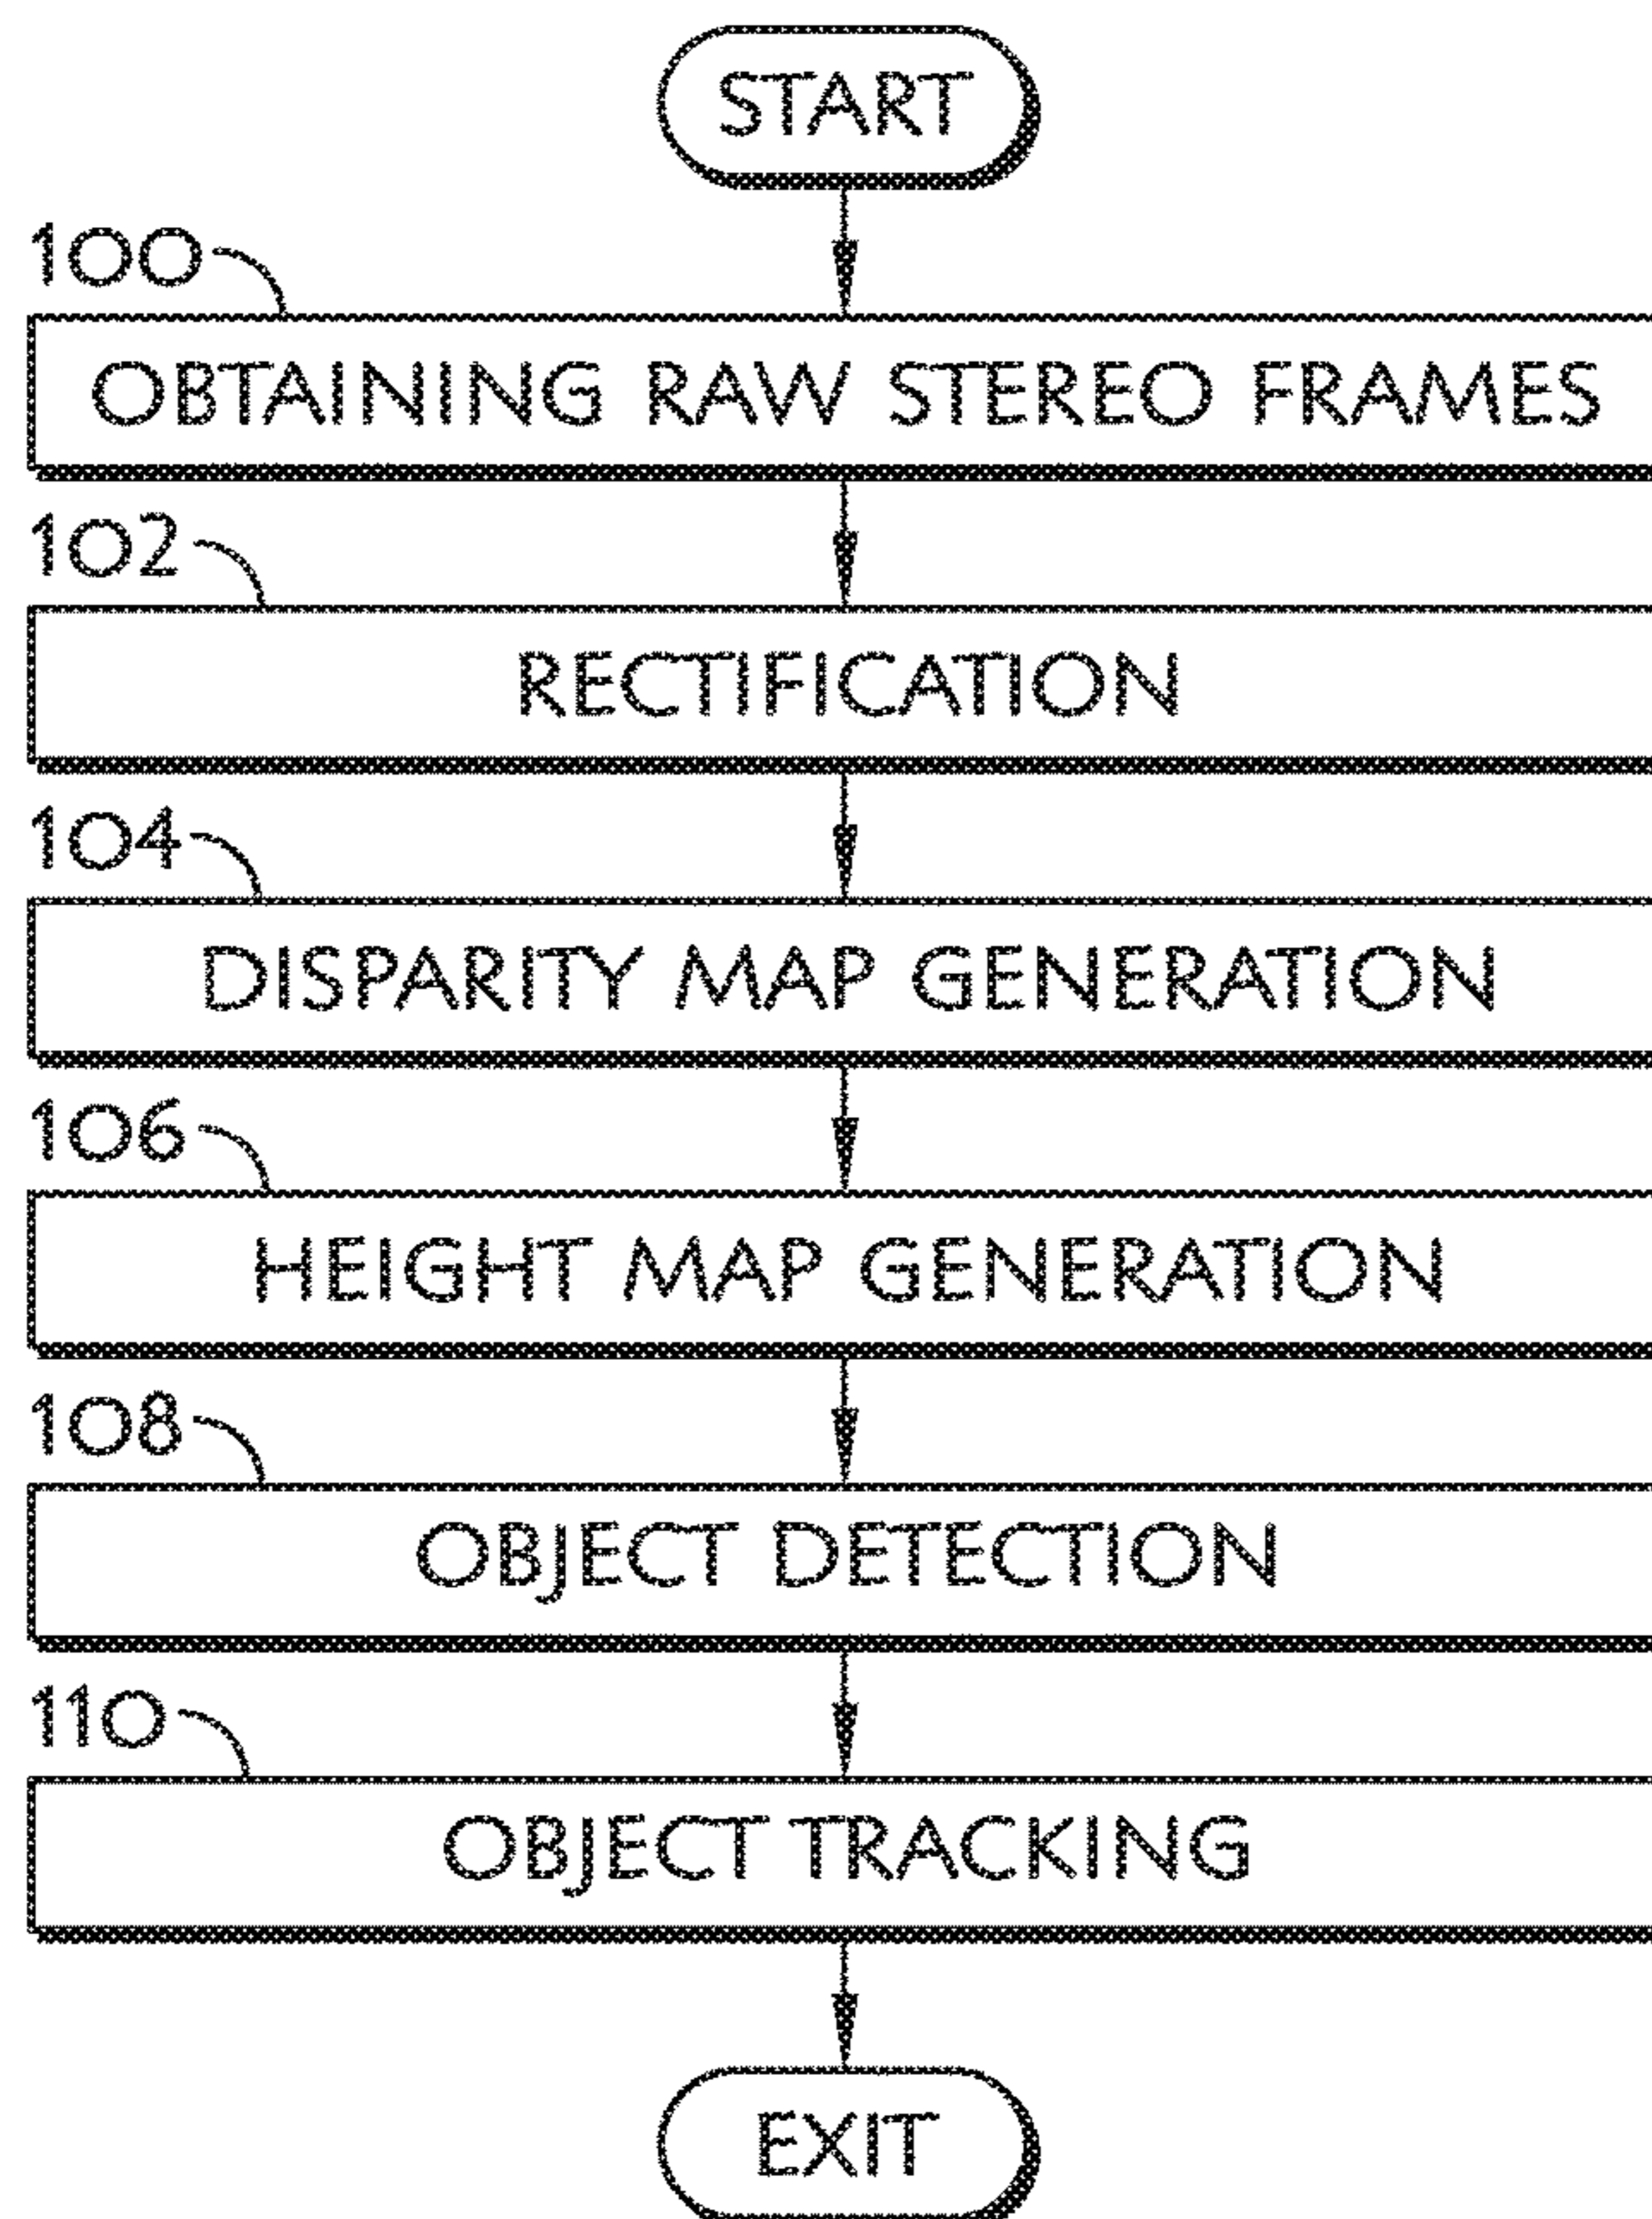 START
100
OBTAINING RAW STEREO FRAMES
102
RECTIFICATION
104
DISPARITY MAP GENERATION
106
HEIGHT MAP GENERATION
108
OBJECT DETECTION
110
OBJECT TRACKING
EXIT